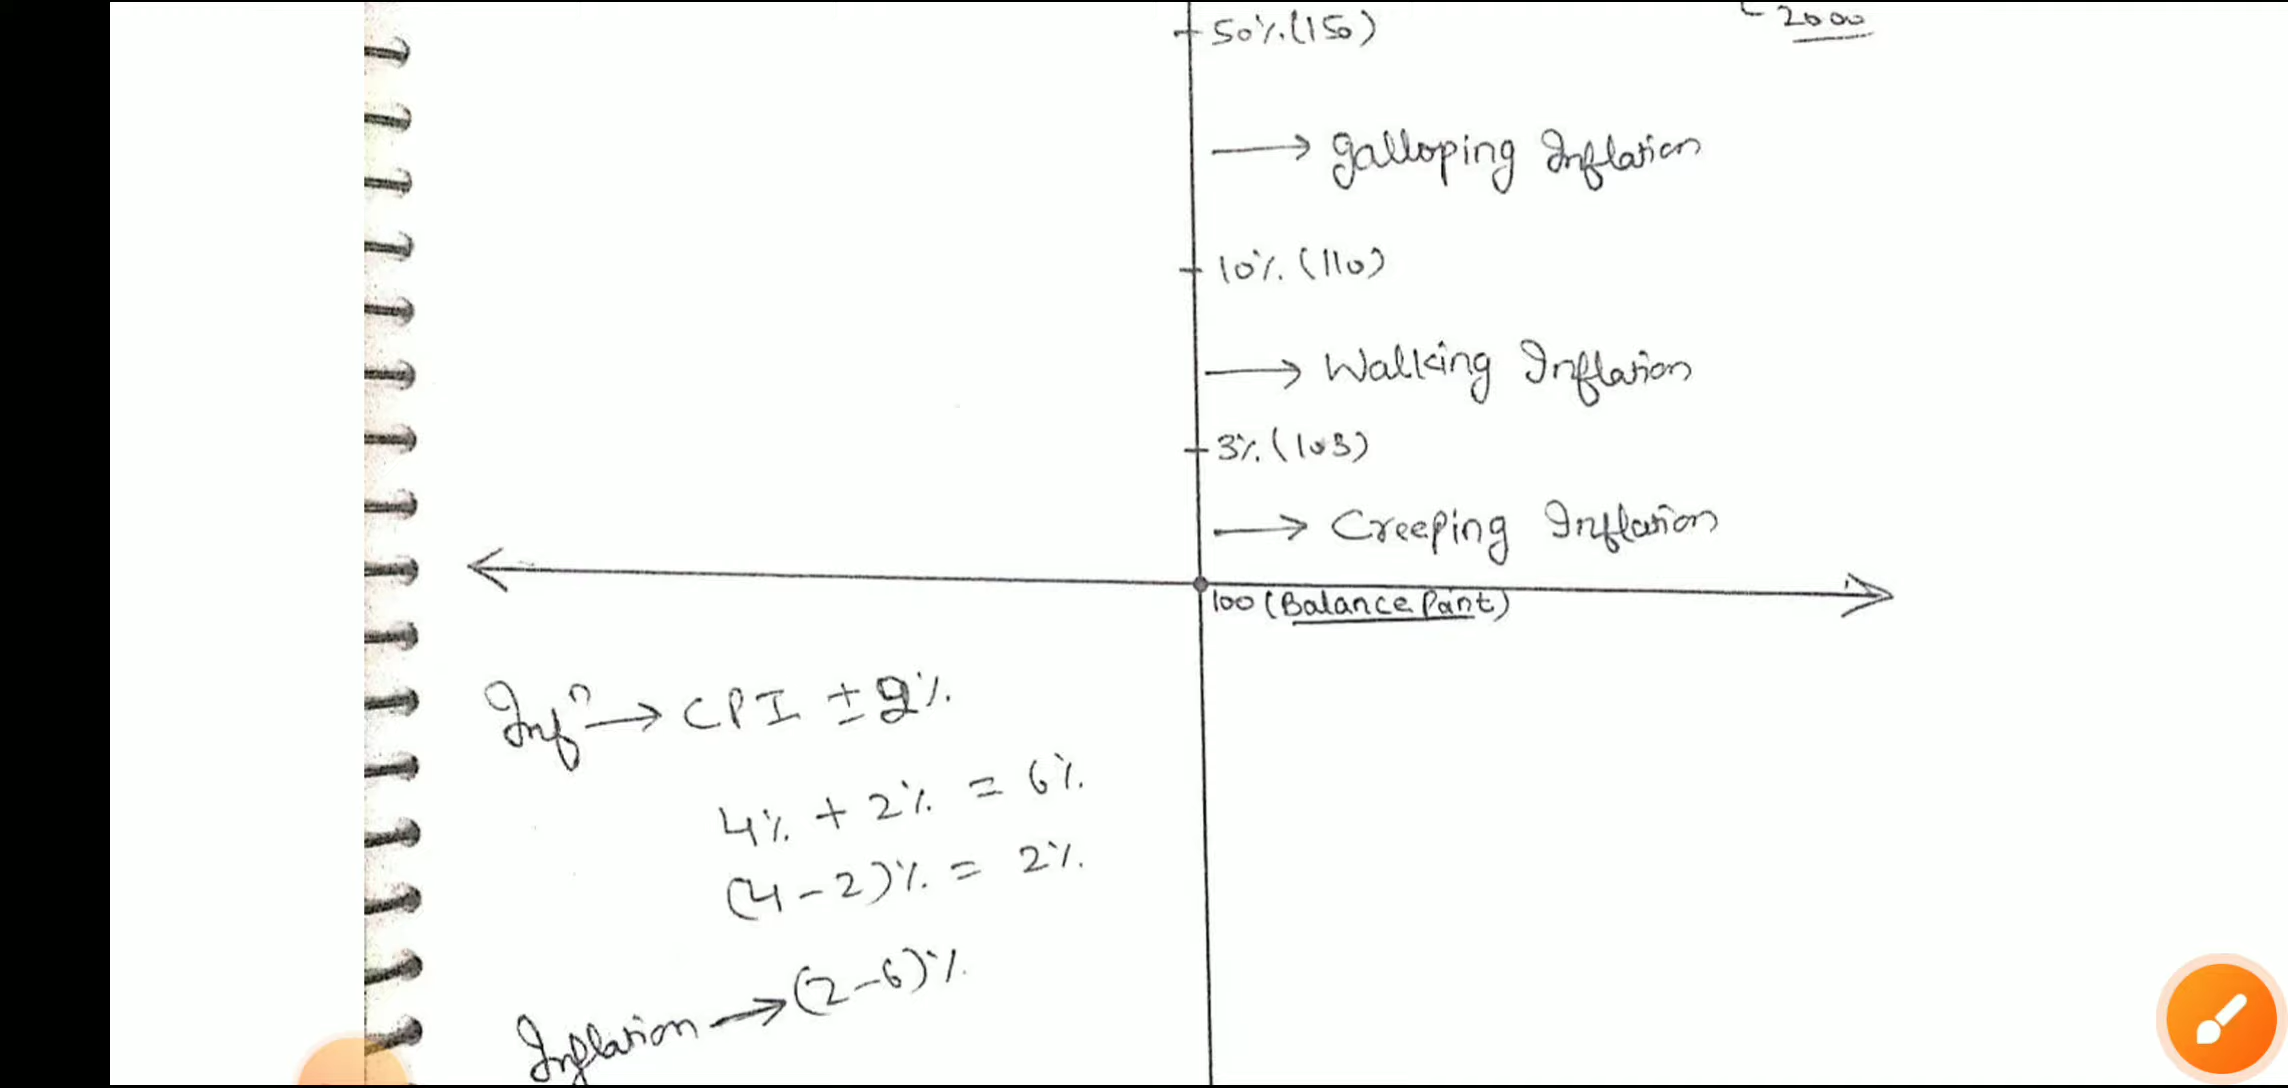 2000
50%(150)
→ galloping Inflation
10%(110)
→ Walking Inflation
3%(103)
→ Creeping Inflation
100 (Balance Point)
Infⁿ → CPI ± 2%
4% + 2% = 6%
(4-2)% = 2%
Inflation → (2-6)%